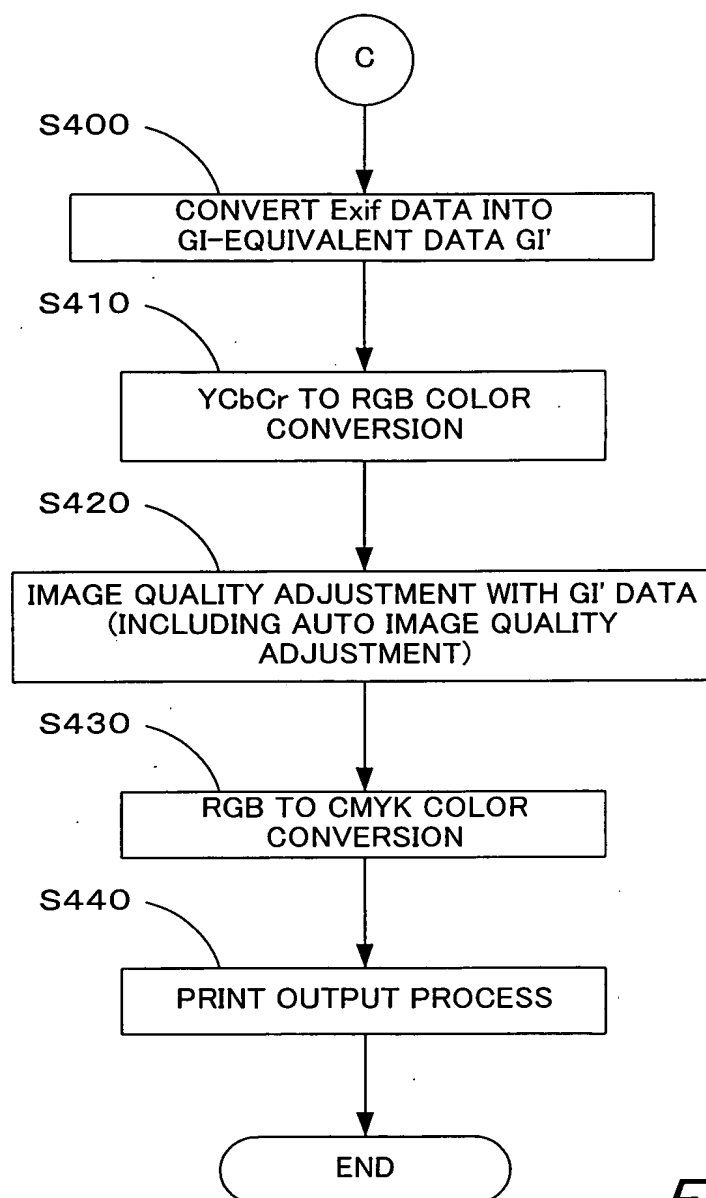 C
S400
CONVERT Exif DATA INTO
GI-EQUIVALENT DATA GI'
S410
YCbCr TO RGB COLOR
CONVERSION
S420
IMAGE QUALITY ADJUSTMENT WITH GI' DATA
(INCLUDING AUTO IMAGE QUALITY
ADJUSTMENT)
S430
RGB TO CMYK COLOR
CONVERSION
S440
PRINT OUTPUT PROCESS
END